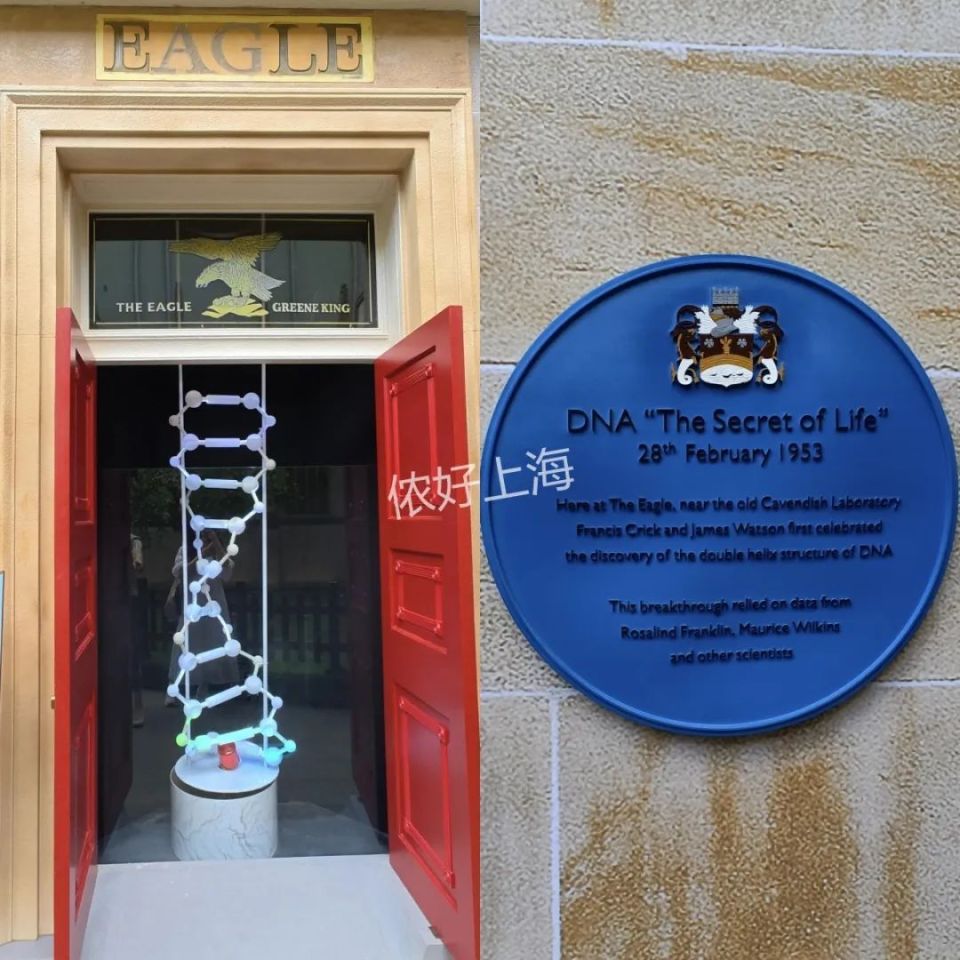 EAGLE
THE EAGLE
GREENE KING
侬好上海
DNA “The Secret of Life”
28th February 1953
Here at The Eagle, near the old Cavendish Laboratory
Francis Crick and James Watson first celebrated
the discovery of the double helix structure of DNA
This breakthrough relied on data from
Rosalind Franklin, Maurice Wilkins
and other scientists